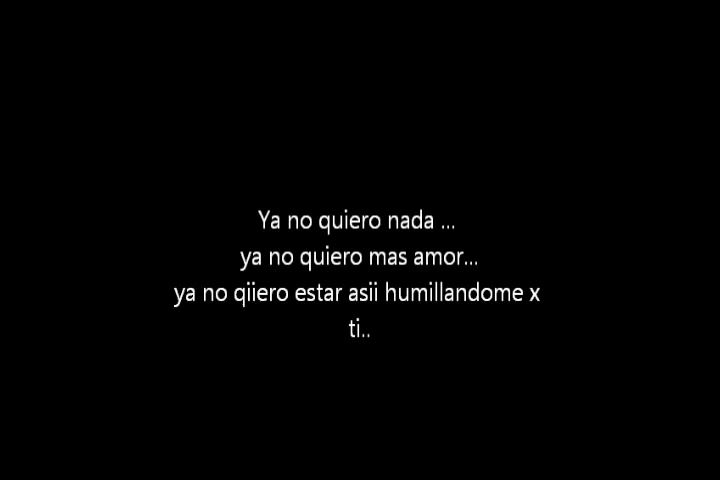 Ya no quiero nada ...
ya no quiero mas amor...
ya no qiiero estar asii humillandome x
ti..